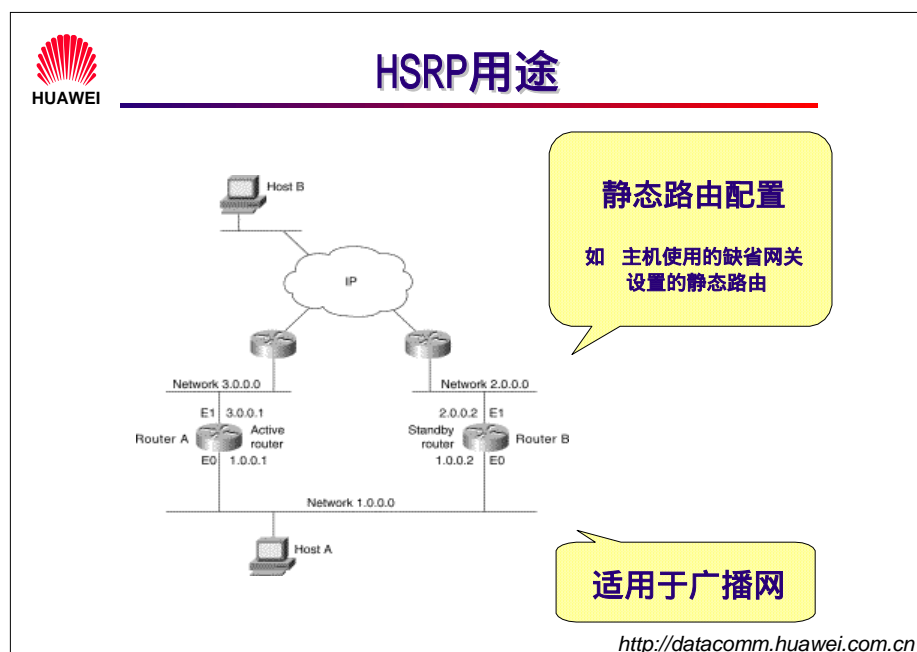 HUAWEI
HSRP用途
静态路由配置
如 主机使用的缺省网关
设置的静态路由
Host B
IP
Network 3.0.0.0
Network 2.0.0.0
E1 3.0.0.1
2.0.0.2 E1
Router A
Active router
Standby router
Router B
E0 1.0.0.1
1.0.0.2 E0
Network 1.0.0.0
Host A
适用于广播网
http://datacomm.huawei.com.cn